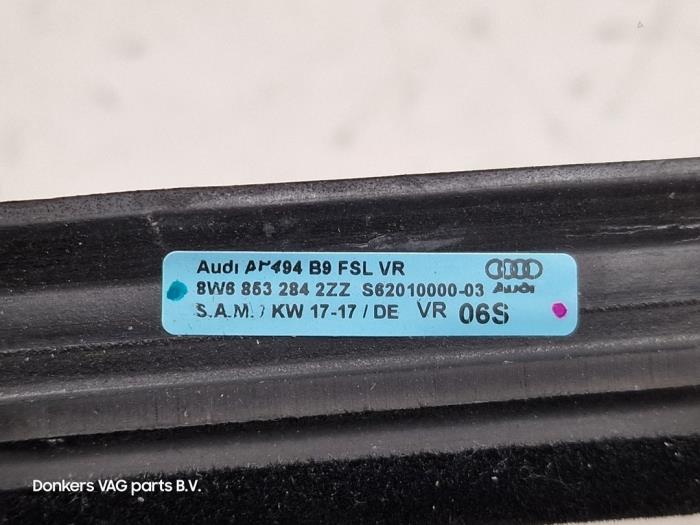 Audi B9 FSL VR
8W6 853 284 2ZZ S62010000-03 Audi
S.A.M. KW 17-17 / DE VR 06S
Donkers VAG parts B.V.